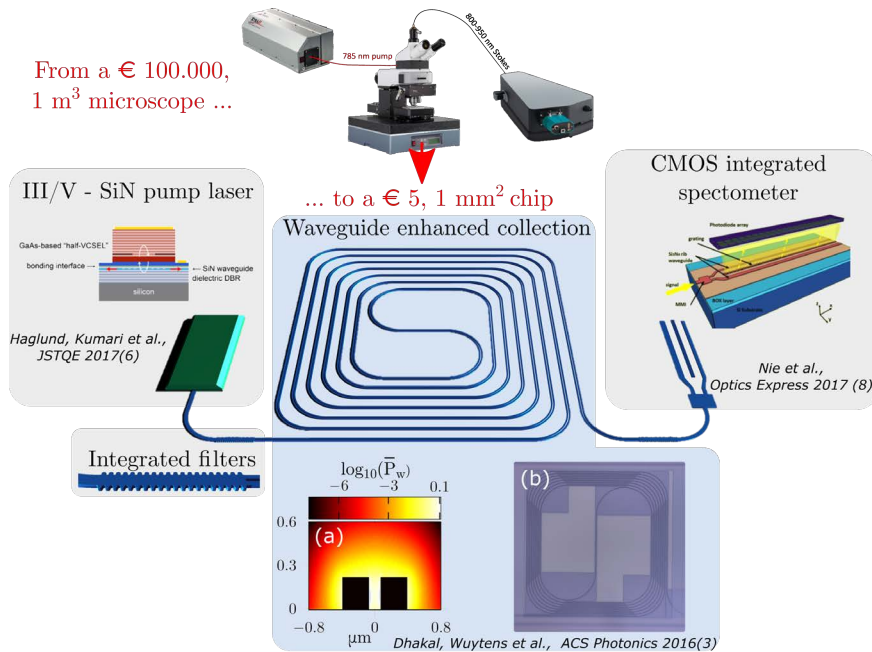 From a € 100.000,
1 m³ microscope ...
785 nm pump
800-950 nm Stokes
... to a € 5, 1 mm² chip
III/V - SiN pump laser
GaAs-based "half-VCSEL"
bonding interface
SiN waveguide
dielectric DBR
silicon
Haglund, Kumari et al.,
JSTQE 2017(6)
Waveguide enhanced collection
CMOS integrated
spectometer
Photodiode array
grating
waveguide
signal
MMI
Nie et al.,
Optics Express 2017 (8)
Integrated filters
log₁₀(P̅w)
−6 −3 0.1
(a)
0.6
0.3
0
−0.8 0 0.8
μm
(b)
Dhakal, Wuytens et al., ACS Photonics 2016(3)